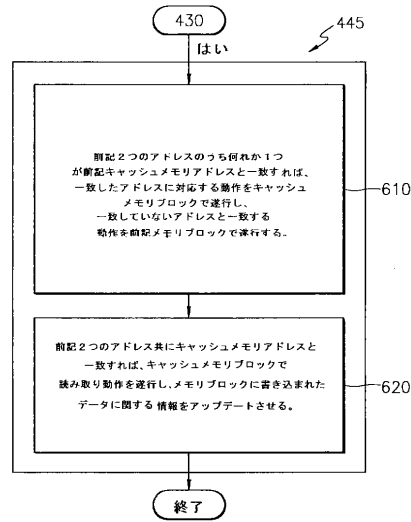 430
445
はい
前記2つのアドレスのうち何れか1つ
が前記キャッシュメモリアドレスと一致すれば、
一致したアドレスに対応する動作をキャッシュ
メモリブロックで遂行し、
一致していないアドレスと一致する
動作を前記メモリブロックで遂行する。
610
前記2つのアドレス共にキャッシュメモリアドレスと
一致すれば、キャッシュメモリブロックで
読み取り動作を遂行し、メモリブロックに書き込まれた
データに関する情報をアップデートさせる。
620
終了